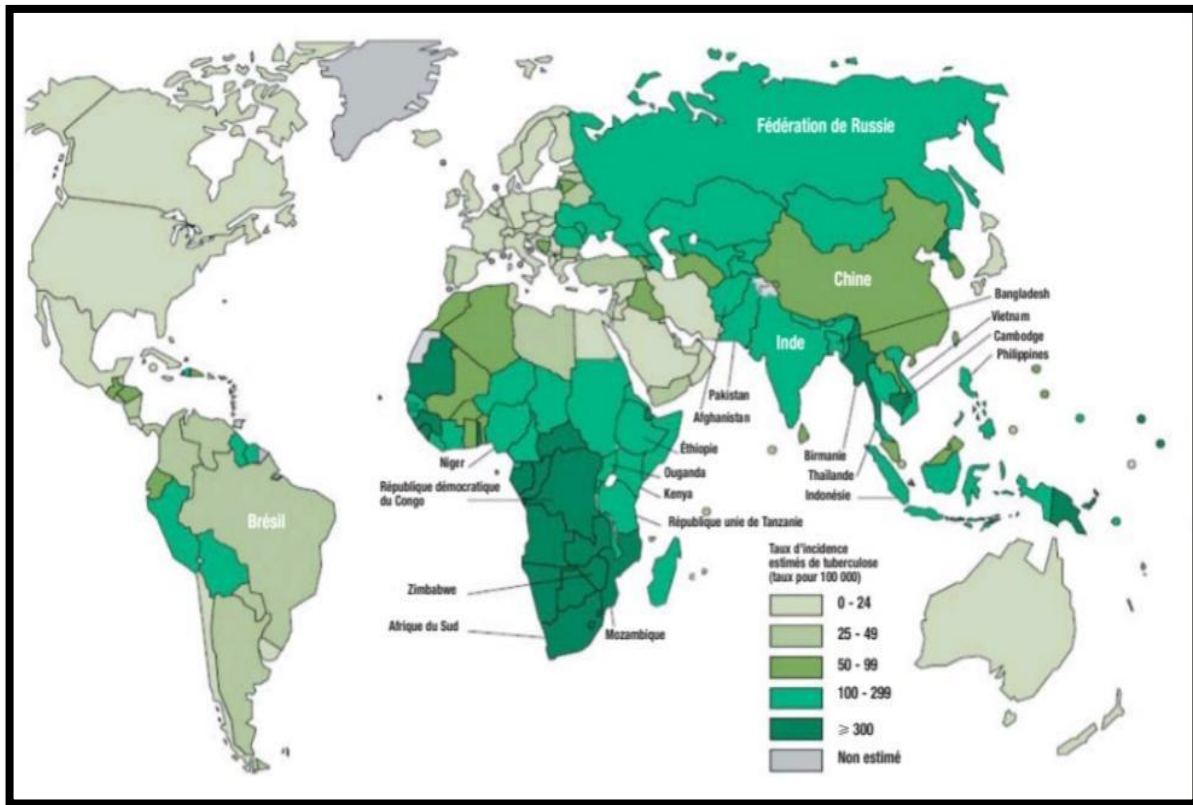 Fédération de Russie
Chine
Bangladesh
Vietnam
Cambodge
Philippines
Inde
Pakistan
Afghanistan
Birmanie
Thaïlande
Indonésie
Éthiopie
Niger
Ouganda
République démocratique
du Congo
Kenya
République unie de Tanzanie
Brésil
Zimbabwe
Afrique du Sud
Mozambique
Taux d'incidence
estimés de tuberculose
(taux pour 100 000)
0 - 24
25 - 49
50 - 99
100 - 299
⩾ 300
Non estimé